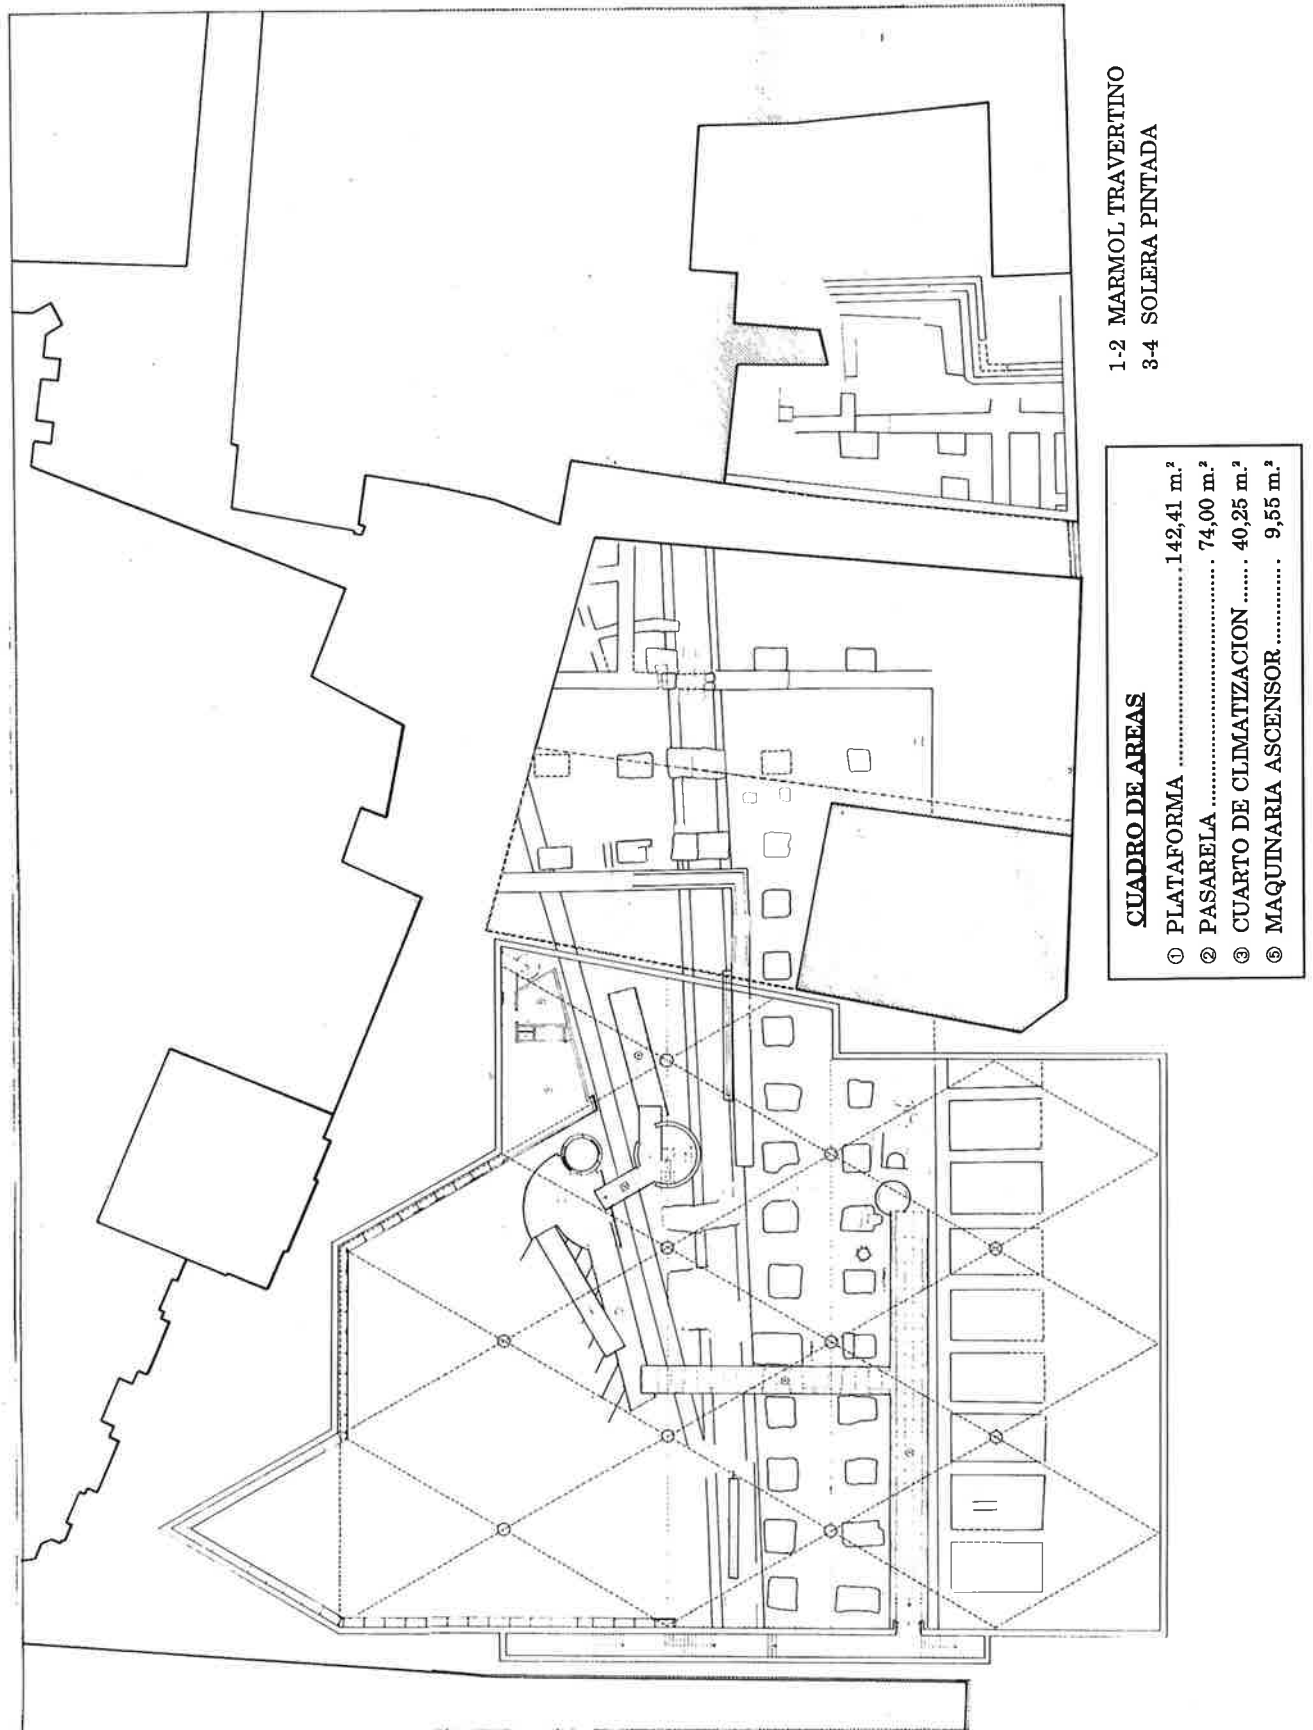 1-2 MARMOL TRAVERTINO
3-4 SOLERA PINTADA
CUADRO DE AREAS
① PLATAFORMA ........................... 142,41 m.²
② PASARELA ................................ 74,00 m.²
③ CUARTO DE CLIMATIZACION ....... 40,25 m.²
⑤ MAQUINARIA ASCENSOR ............. 9,55 m.²